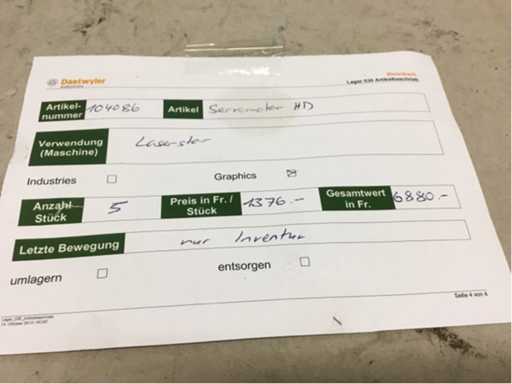 Daetwyler
Lager 035 Artikelbeschrieb
Artikel-
nummer 104086 Artikel Servomotor HD
Verwendung
(Maschine) Laserstar
Industries Graphics
Anzahl
Stück 5 Preis in Fr. /
Stück 1376.- Gesamtwert
in Fr. 6880.-
Letzte Bewegung nur Inventur
umlagern entsorgen
Seite 4 von 4